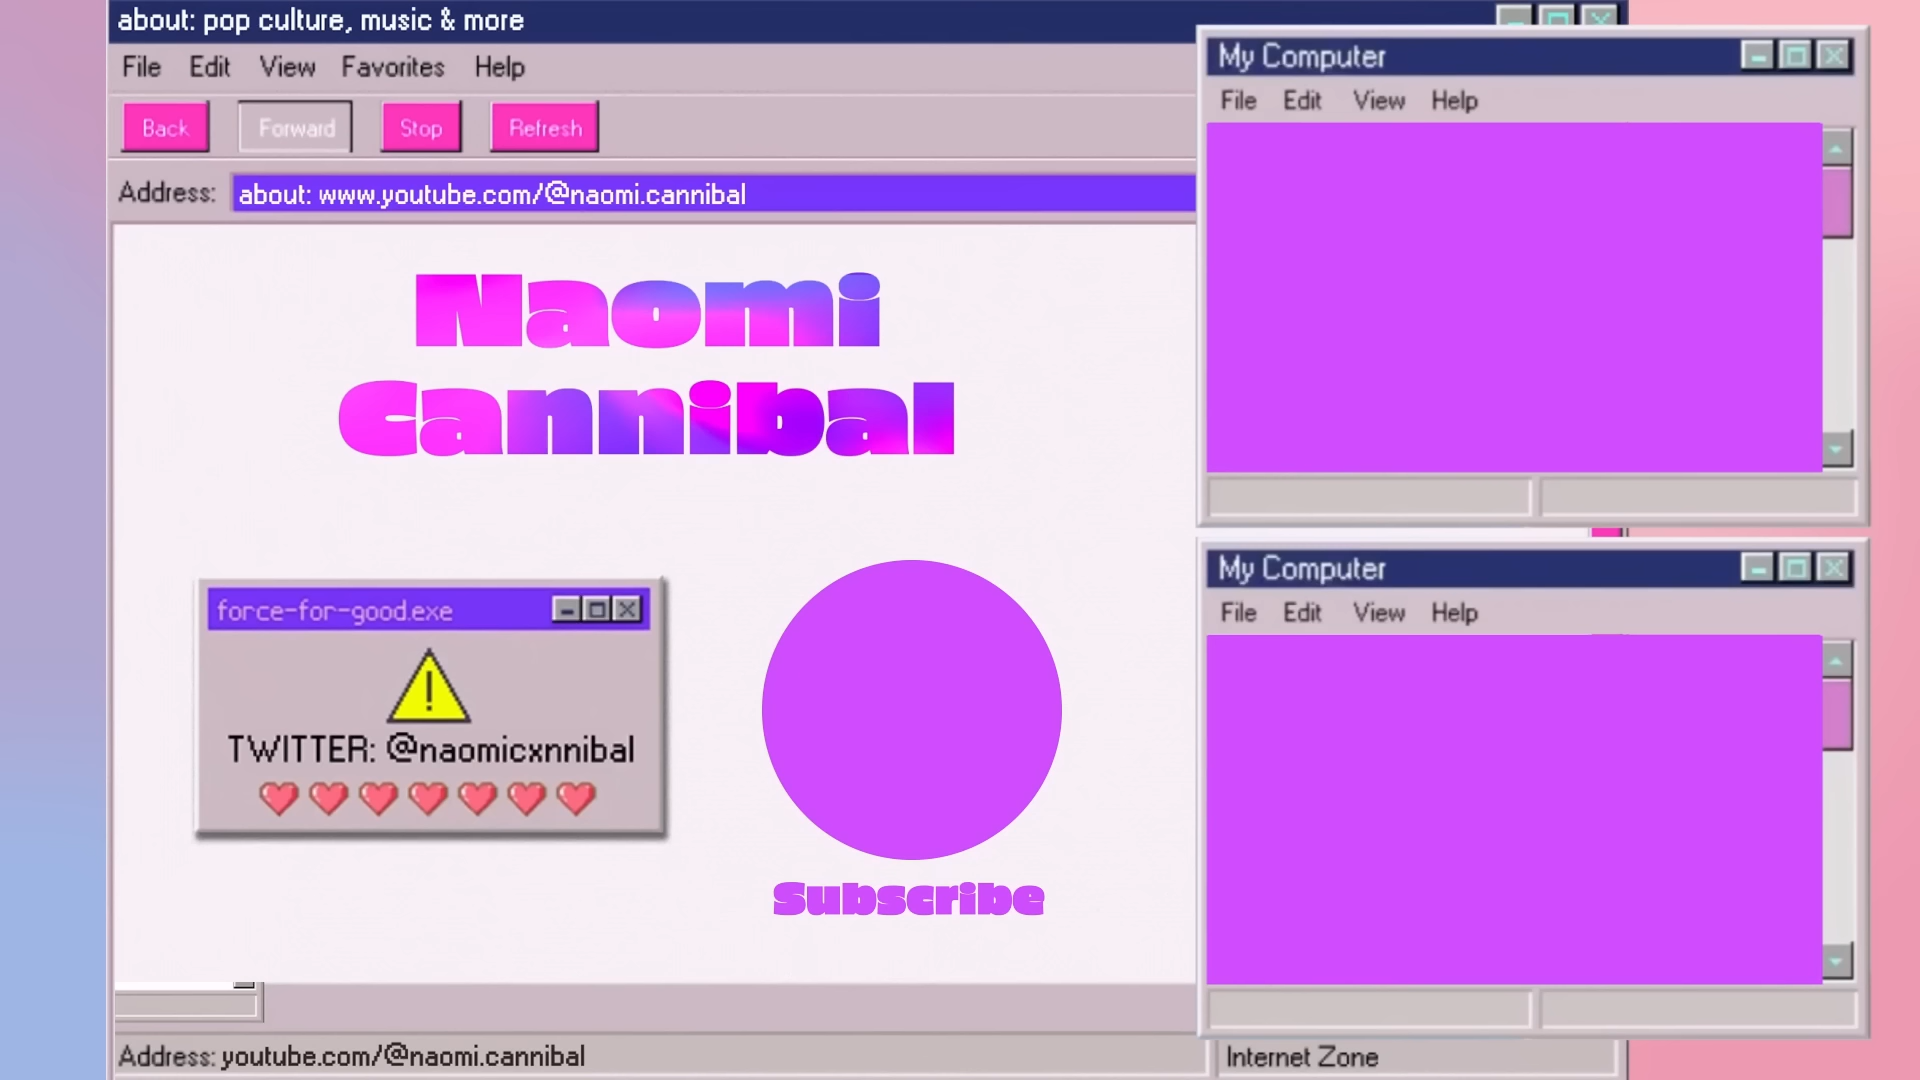 about: pop culture, music & more
File Edit View Favorites Help
Back Forward Stop Refresh
Address: about: www.youtube.com/@naomi.cannibal
Naomi
Cannibal
force-for-good.exe
!
TWITTER: @naomicxnnibal
Subscribe
Address: youtube.com/@naomi.cannibal
Internet Zone
My Computer
File Edit View Help
My Computer
File Edit View Help